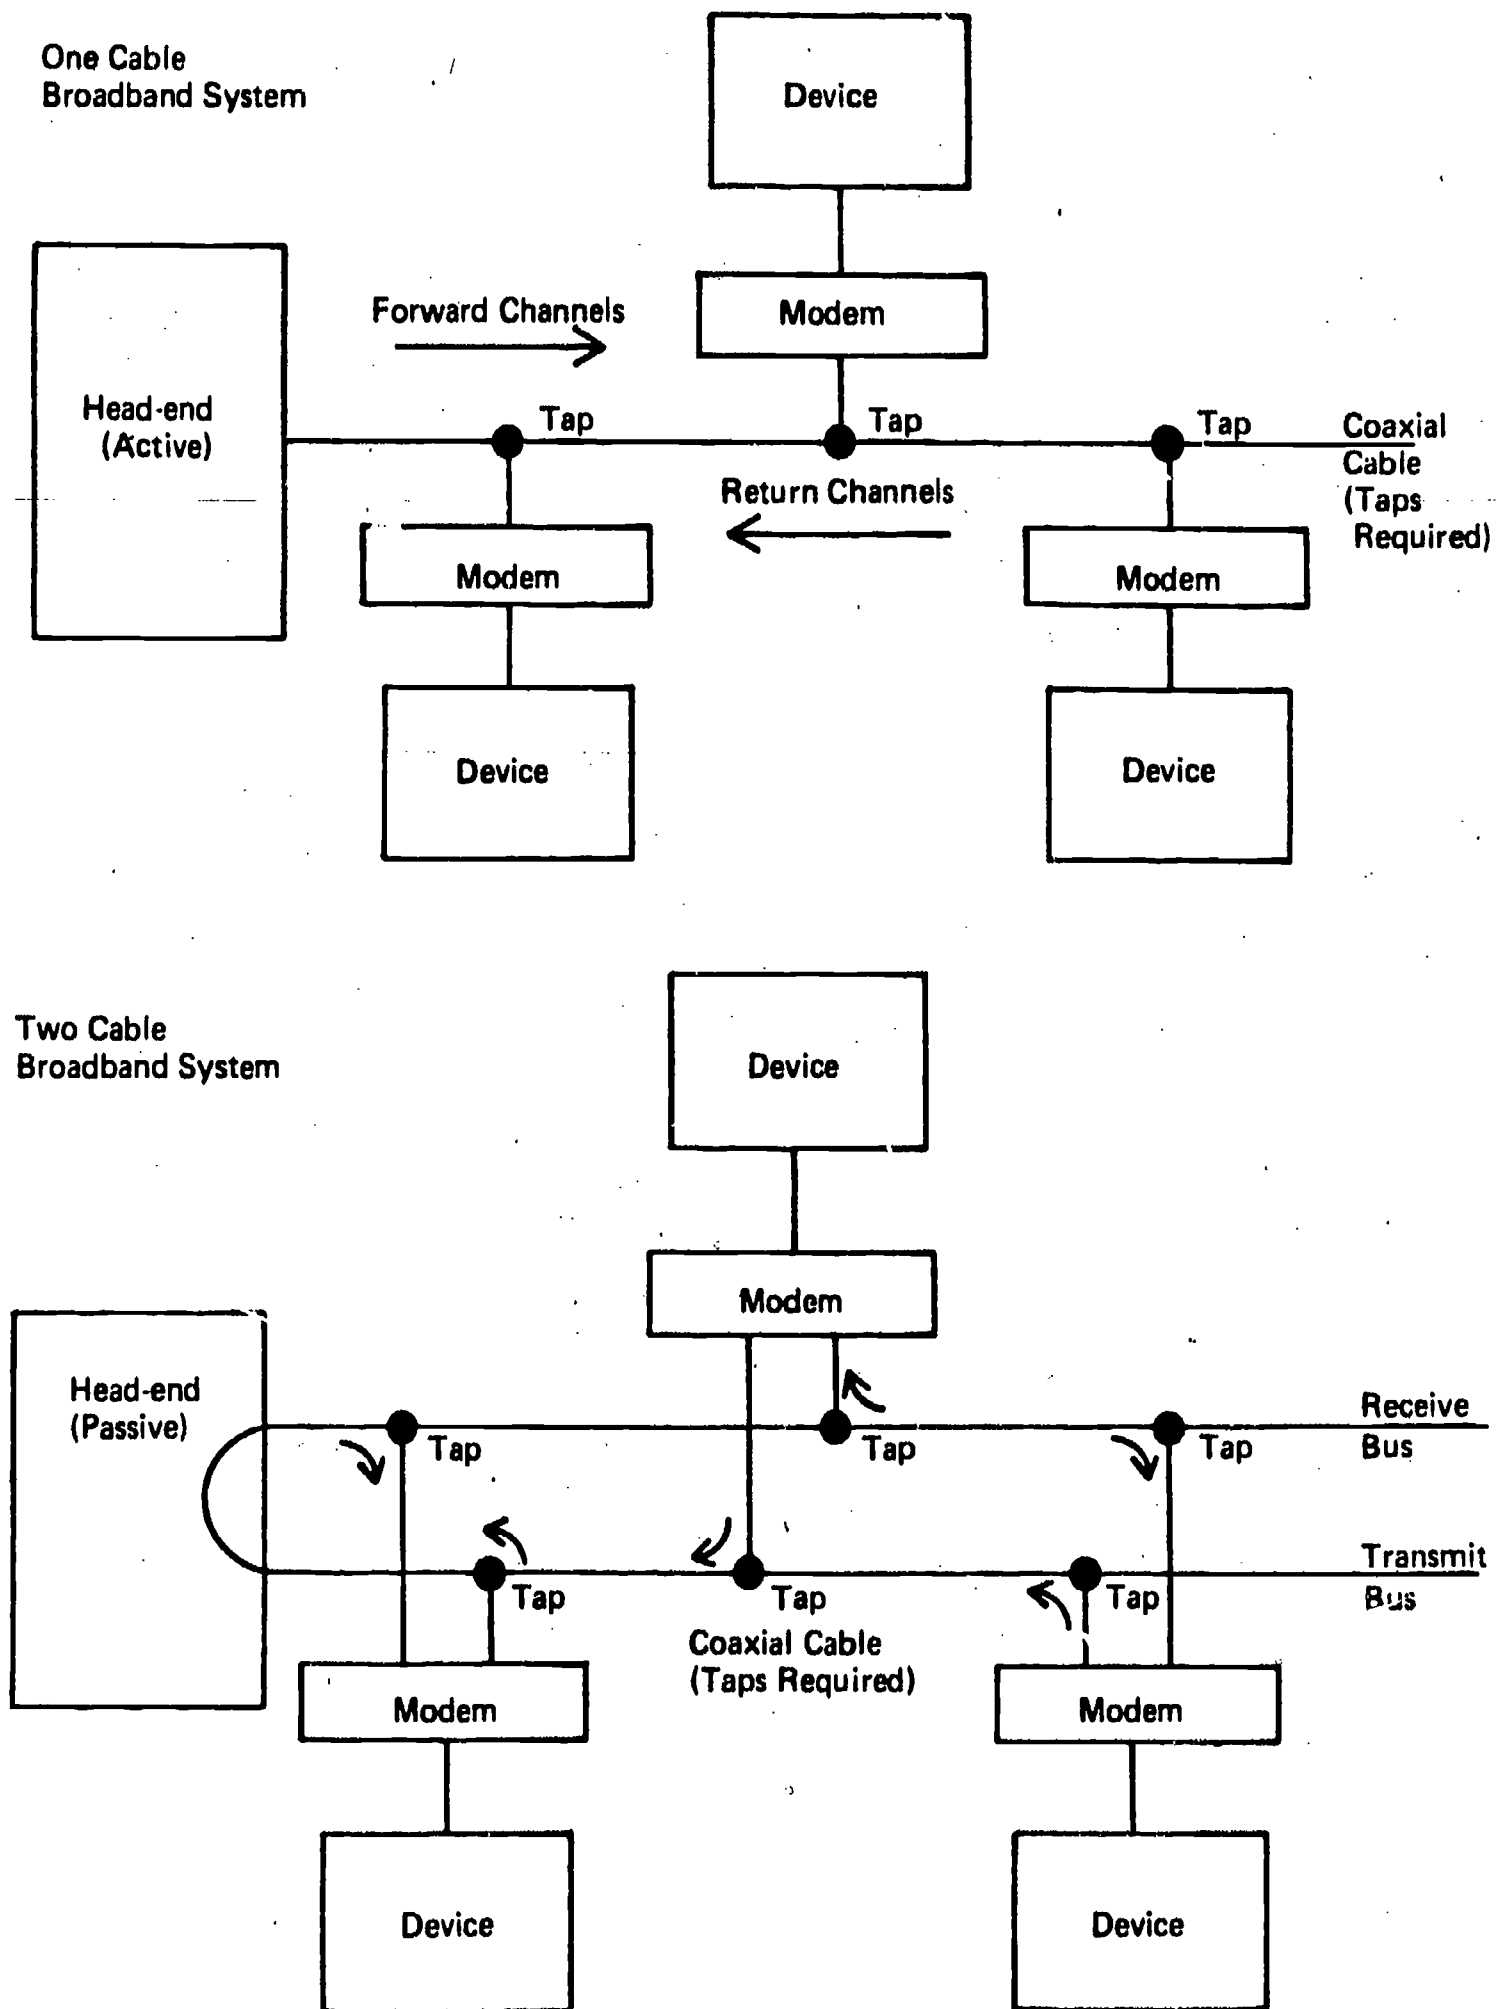 One Cable
Broadband System
Device
Forward Channels
Modem
Head-end
(Active)
Tap
Tap
Tap
Coaxial
Cable
(Taps
Required)
Return Channels
Modem
Modem
Device
Device
Two Cable
Broadband System
Device
Modem
Head-end
(Passive)
Receive
Bus
Tap
Tap
Tap
Transmit
Bus
Tap
Tap
Tap
Coaxial Cable
(Taps Required)
Modem
Modem
Device
Device